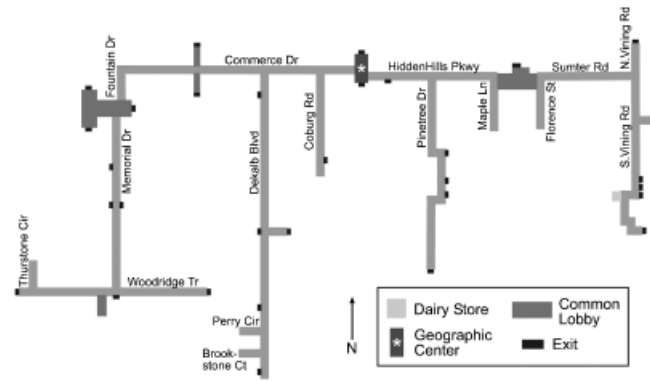 Fountain Dr
Commerce Dr
HiddenHills Pkwy
Sumter Rd
N.Vining Rd
Memorial Dr
Dekalb Blvd
Coburg Rd
Pinetree Dr
Maple Ln
Florence St
S.Vining Rd
Thurstone Cir
Woodridge Tr
Perry Cir
Brook-
stone Ct
N
Dairy Store
Common
Lobby
*
Geographic
Center
Exit